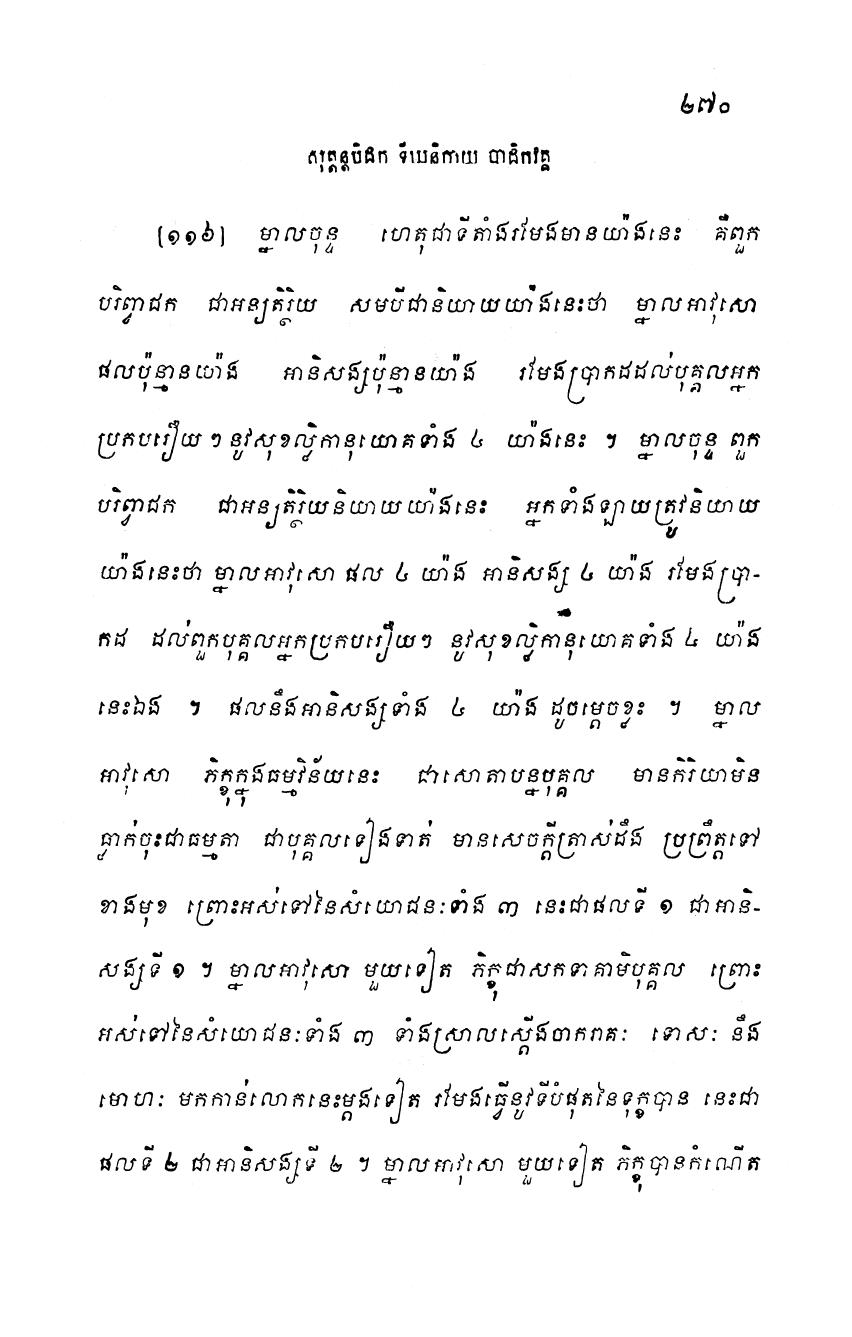 ២៧០
សុត្តន្តបិដក ទីឃនិកាយ បាដិកវគ្គ
[១១៦] ម្នាលចុន្ទ ហេតុជាទីតាំងរមែងមានយ៉ាងនេះ គឺពួក
បរិព្វាជក ជាអន្យតិរ្ថិយ សមបីជានិយាយយ៉ាងនេះថា ម្នាលអាវុសោ
ផលប៉ុន្មានយ៉ាង អានិសង្សប៉ុន្មានយ៉ាង រមែងប្រាកដដល់បុគ្គលអ្នក
ប្រកបរឿយៗ នូវសុខល្លិកានុយោគទាំង ៤ យ៉ាងនេះ ។ ម្នាលចុន្ទ ពួក
បរិព្វាជក ជាអន្យតិរ្ថិយនិយាយយ៉ាងនេះ អ្នកទាំងឡាយត្រូវនិយាយ
យ៉ាងនេះថា ម្នាលអាវុសោ ផល ៤ យ៉ាង អានិសង្ស ៤ យ៉ាង រមែងប្រា-
កដ ដល់ពួកបុគ្គលអ្នកប្រកបរឿយៗ នូវសុខល្លិកានុយោគទាំង ៤ យ៉ាង
នេះឯង ។ ផលនឹងអានិសង្សទាំង ៤ យ៉ាង ដូចម្តេចខ្លះ ។ ម្នាល
អាវុសោ ភិក្ខុក្នុងធម្មវិន័យនេះ ជាសោតាបន្នបុគ្គល មានកិរិយាមិន
ធ្លាក់ចុះជាធម្មតា ជាបុគ្គលទៀងទាត់ មានសេចក្តីត្រាស់ដឹង ប្រព្រឹត្តទៅ
ខាងមុខ ព្រោះអស់ទៅនៃសំយោជនៈទាំង ៣ នេះជាផលទី ១ ជាអានិ-
សង្សទី ១ ។ ម្នាលអាវុសោ មួយទៀត ភិក្ខុជាសកទាគាមិបុគ្គល ព្រោះ
អស់ទៅនៃសំយោជនៈទាំង ៣ ទាំងស្រាលស្តើងចាករាគៈ ទោសៈ នឹង
មោហៈ មកកាន់លោកនេះម្តងទៀត រមែងធ្វើនូវទីបំផុតនៃទុក្ខបាន នេះជា
ផលទី ២ ជាអានិសង្សទី ២ ។ ម្នាលអាវុសោ មួយទៀត ភិក្ខុបានកំណើត